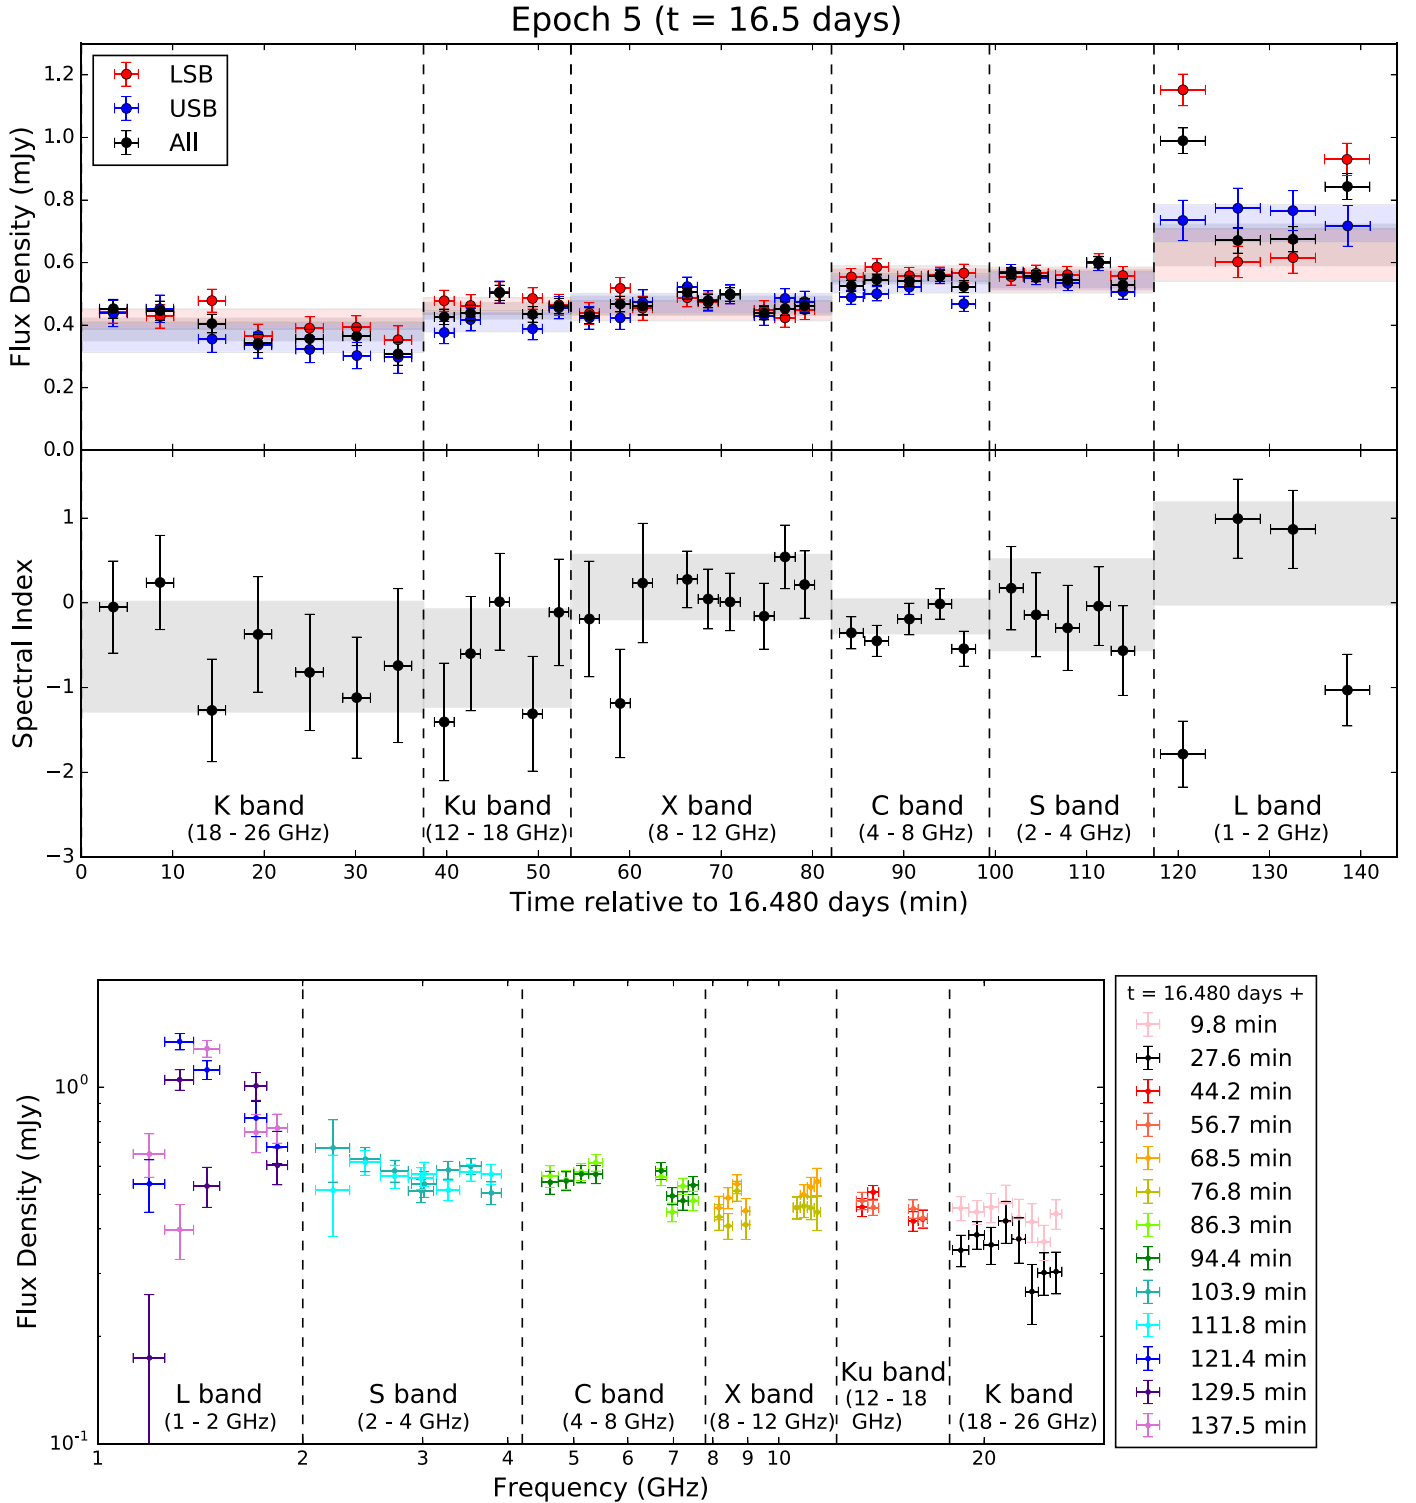 Epoch 5 (t = 16.5 days)
LSB
USB
All
Flux Density (mJy)
1.2
1.0
0.8
0.6
0.4
0.2
0.0
Spectral Index
1
0
−1
−2
−3
K band
(18 - 26 GHz)
Ku band
(12 - 18 GHz)
X band
(8 - 12 GHz)
C band
(4 - 8 GHz)
S band
(2 - 4 GHz)
L band
(1 - 2 GHz)
0 10 20 30 40 50 60 70 80 90 100 110 120 130 140
Time relative to 16.480 days (min)
Flux Density (mJy)
10⁰
10⁻¹
L band
(1 - 2 GHz)
S band
(2 - 4 GHz)
C band
(4 - 8 GHz)
X band
(8 - 12 GHz)
Ku band
(12 - 18
GHz)
K band
(18 - 26 GHz)
1 2 3 4 5 6 7 8 9 10 20
Frequency (GHz)
t = 16.480 days +
9.8 min
27.6 min
44.2 min
56.7 min
68.5 min
76.8 min
86.3 min
94.4 min
103.9 min
111.8 min
121.4 min
129.5 min
137.5 min